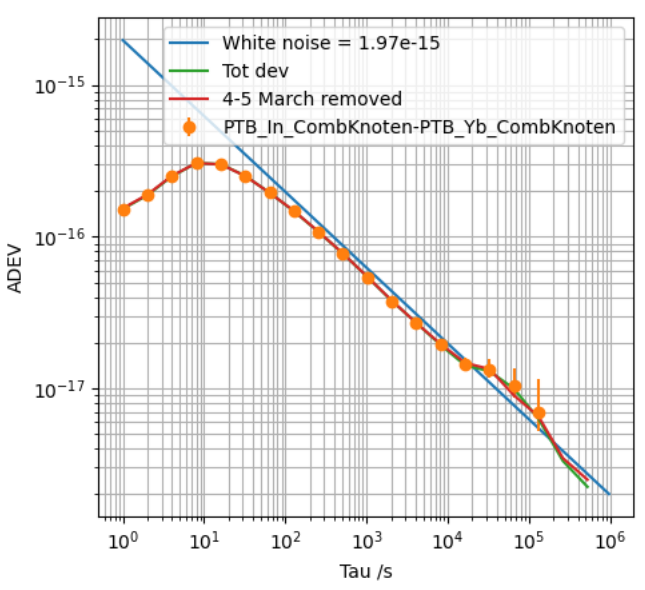 White noise = 1.97e-15
Tot dev
4-5 March removed
PTB_In_CombKnoten-PTB_Yb_CombKnoten
10⁻¹⁵
10⁻¹⁶
10⁻¹⁷
ADEV
10⁰ 10¹ 10² 10³ 10⁴ 10⁵ 10⁶
Tau /s